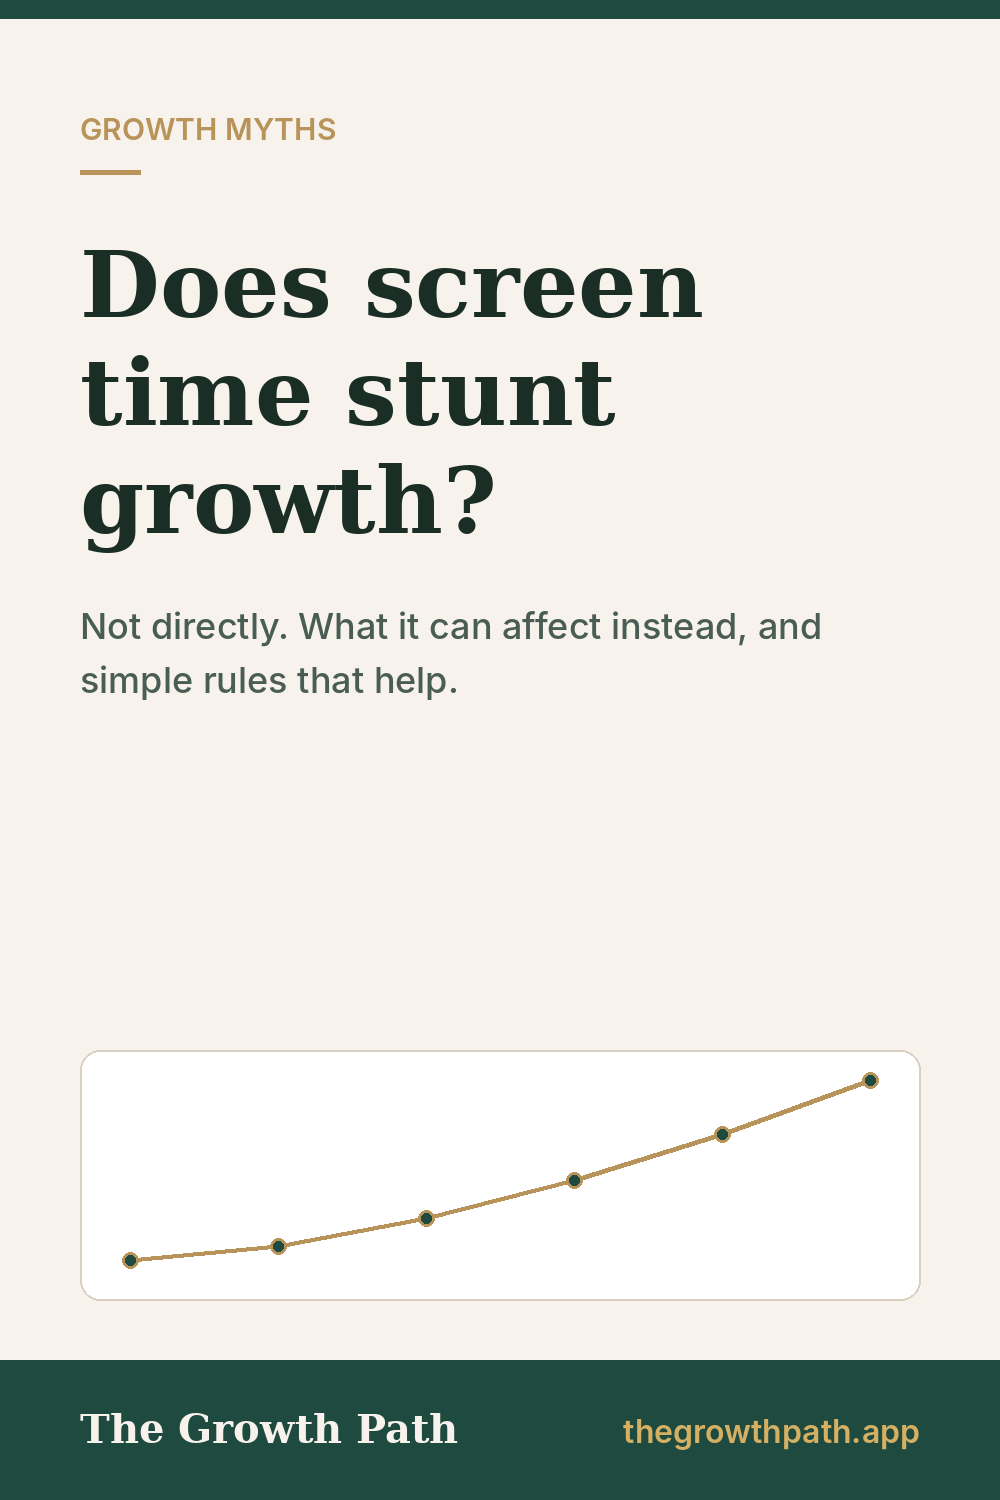 GROWTH MYTHS
Does screen
time stunt
growth?
Not directly. What it can affect instead, and
simple rules that help.
The Growth Path
thegrowthpath.app